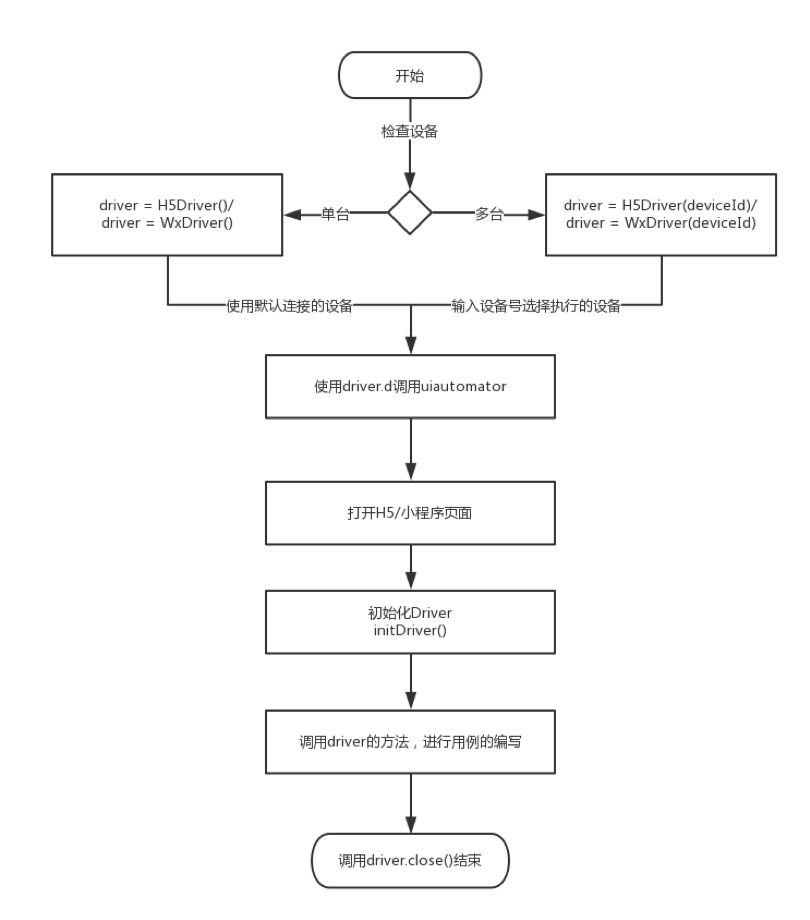 开始
检查设备
driver = H5Driver()/
driver = WxDriver()
单台
多台
driver = H5Driver(deviceId)/
driver = WxDriver(deviceId)
使用默认连接的设备
输入设备号选择执行的设备
使用driver.d调用uiautomator
打开H5/小程序页面
初始化Driver
initDriver()
调用driver的方法，进行用例的编写
调用driver.close()结束